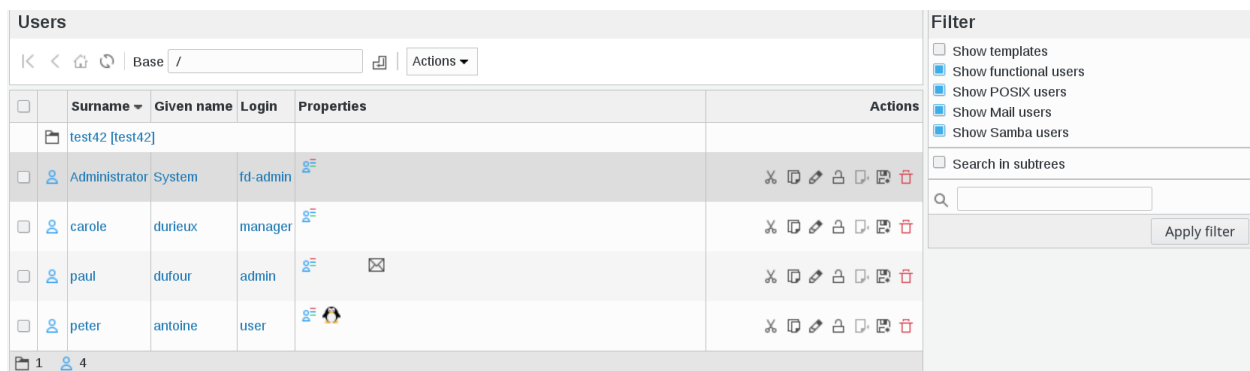 Users
Base /
Actions
Surname Given name Login Properties Actions
test42 [test42]
Administrator System fd-admin
carole durieux manager
paul dufour admin
peter antoine user
1 4
Filter
Show templates
Show functional users
Show POSIX users
Show Mail users
Show Samba users
Search in subtrees
Apply filter